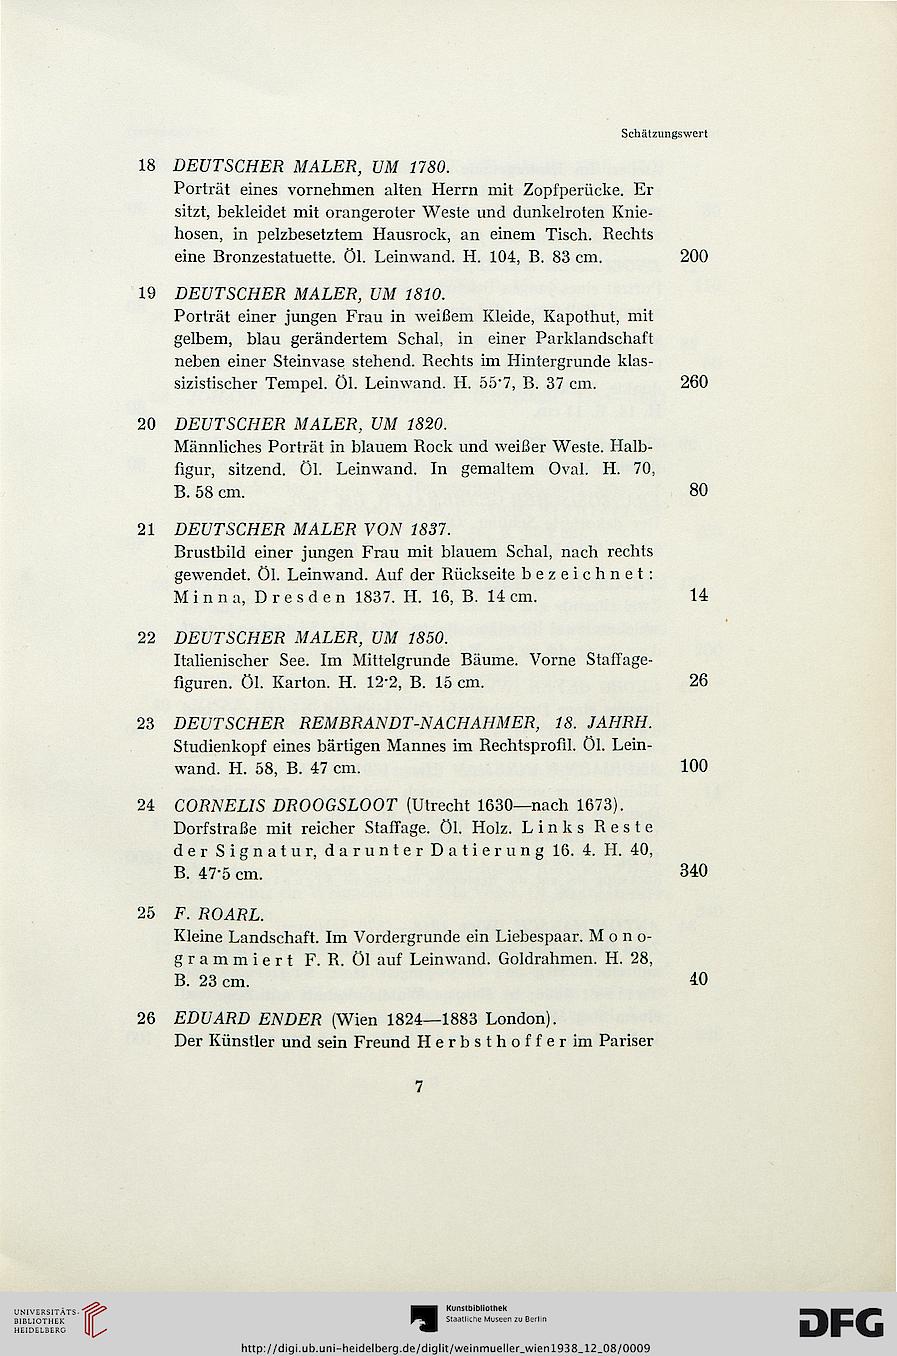 Schätzungswert
18 DEUTSCHER MALER, UM 1780.
Porträt eines vornehmen alten Herrn mit Zopfperücke. Er
sitzt, bekleidet mit orangeroter Weste und dunkelroten Knie-
hosen, in pelzbesetztem Hausrock, an einem Tisch. Rechts
eine Bronzestatuette. Öl. Leinwand. H. 104, B. 83 cm. 200
19 DEUTSCHER MALER, UM 1810.
Porträt einer jungen Frau in weißem Kleide, Kapothut, mit
gelbem, blau gerändertem Schal, in einer Parklandschaft
neben einer Steinvase stehend. Rechts im Hintergrunde klas-
sizistischer Tempel. Öl. Leinwand. H. 55·7, B. 37 cm. 260
20 DEUTSCHER MALER, UM 1820.
Männliches Porträt in blauem Rock und weißer Weste. Halb-
figur, sitzend. Öl. Leinwand. In gemaltem Oval. H. 70,
B. 58 cm. 80
21 DEUTSCHER MALER VON 1837.
Brustbild einer jungen Frau mit blauem Schal, nach rechts
gewendet. Öl. Leinwand. Auf der Rückseite bezeichnet:
Minna, Dresden 1837. H. 16, B. 14 cm. 14
22 DEUTSCHER MALER, UM 1850.
Italienischer See. Im Mittelgrunde Bäume. Vorne Staffage-
figuren. Öl. Karton. H. 12·2, B. 15 cm. 26
23 DEUTSCHER REMBRANDT-NACHAHMER, 18. JAHRH.
Studienkopf eines bärtigen Mannes im Rechtsprofil. Öl. Lein-
wand. H. 58, B. 47 cm. 100
24 CORNELIS DROOGSLOOT (Utrecht 1630—nach 1673).
Dorfstraße mit reicher Staffage. Öl. Holz. Links Reste
der Signatur, darunter Datierung 16. 4. H. 40,
B. 47·5 cm. 340
25 F. ROARL.
Kleine Landschaft. Im Vordergrunde ein Liebespaar. Mono-
grammiert F. R. Öl auf Leinwand. Goldrahmen. H. 28,
B. 23 cm. 40
26 EDUARD ENDER (Wien 1824—1883 London).
Der Künstler und sein Freund Herbsthoffer im Pariser
7
UNIVERSITÄTS-
BIBLIOTHEK
HEIDELBERG
Kunstbibliothek
Staatliche Museen zu Berlin
DFG
http://digi.ub.uni-heidelberg.de/diglit/weinmueller_wien1938_12_08/0009